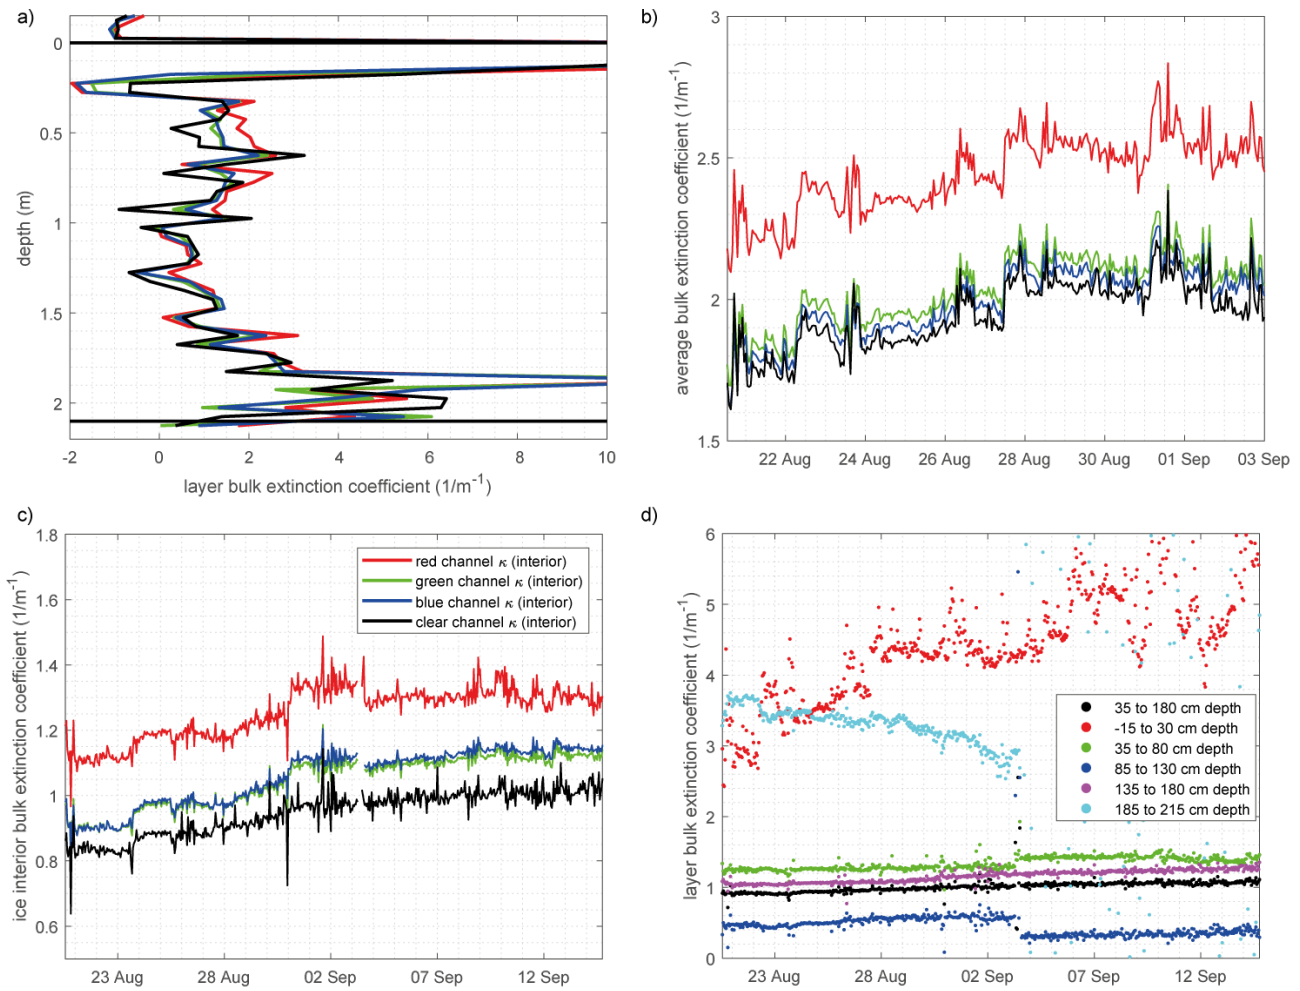 a)
0
0.5
1
1.5
2
depth (m)
-2
0
2
4
6
8
10
layer bulk extinction coefficient (1/m⁻¹)
b)
3
2.5
2
1.5
average bulk extinction coefficient (1/m⁻¹)
22 Aug
24 Aug
26 Aug
28 Aug
30 Aug
01 Sep
03 Sep
c)
1.8
1.6
1.4
1.2
1
0.8
0.6
ice interior bulk extinction coefficient (1/m⁻¹)
red channel κ (interior)
green channel κ (interior)
blue channel κ (interior)
clear channel κ (interior)
23 Aug
28 Aug
02 Sep
07 Sep
12 Sep
d)
6
5
4
3
2
1
0
layer bulk extinction coefficient (1/m⁻¹)
35 to 180 cm depth
-15 to 30 cm depth
35 to 80 cm depth
85 to 130 cm depth
135 to 180 cm depth
185 to 215 cm depth
23 Aug
28 Aug
02 Sep
07 Sep
12 Sep